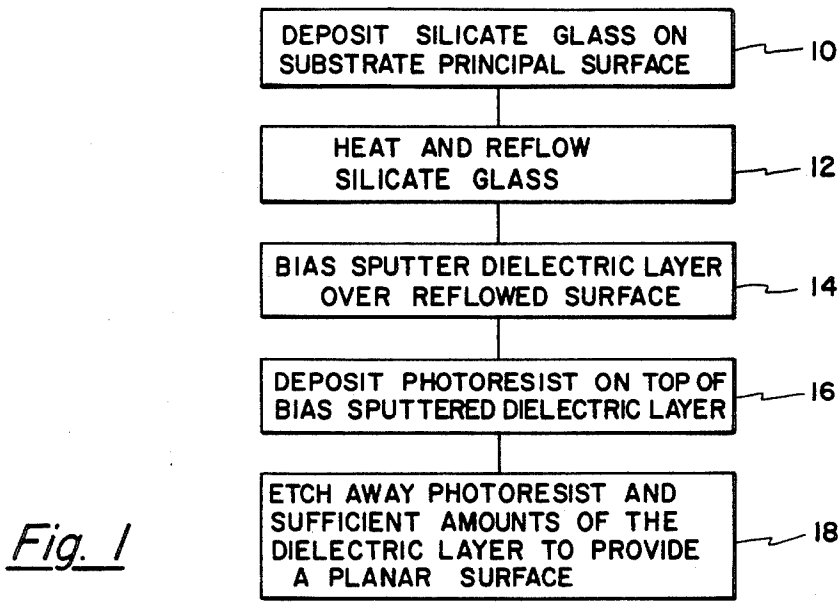 DEPOSIT SILICATE GLASS ON
SUBSTRATE PRINCIPAL SURFACE
10
HEAT AND REFLOW
SILICATE GLASS
12
BIAS SPUTTER DIELECTRIC LAYER
OVER REFLOWED SURFACE
14
DEPOSIT PHOTORESIST ON TOP OF
BIAS SPUTTERED DIELECTRIC LAYER
16
ETCH AWAY PHOTORESIST AND
SUFFICIENT AMOUNTS OF THE
DIELECTRIC LAYER TO PROVIDE
A PLANAR SURFACE
18
Fig. 1